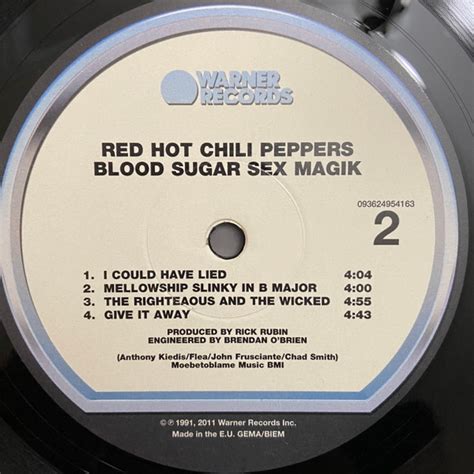 WARNER
RECORDS
RED HOT CHILI PEPPERS
BLOOD SUGAR SEX MAGIK
093624954163
2
1. I COULD HAVE LIED 4:04
2. MELLOWSHIP SLINKY IN B MAJOR 4:00
3. THE RIGHTEAOUS AND THE WICKED 4:55
4. GIVE IT AWAY 4:43
PRODUCED BY RICK RUBIN
ENGINEERED BY BRENDAN O'BRIEN
(Anthony Kiedis/Flea/John Frusciante/Chad Smith)
Moebetoblame Music BMI
© ℗ 1991, 2011 Warner Records Inc.
Made in the E.U. GEMA/BIEM